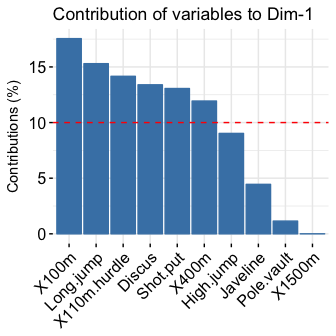 Contribution of variables to Dim-1
Contributions (%)
15
10
5
0
X100m
Long.jump
X110m.hurdle
Discus
Shot.put
X400m
High.jump
Javeline
Pole.vault
X1500m